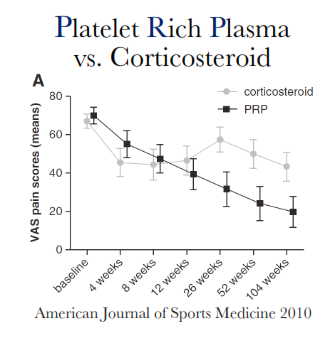 Platelet Rich Plasma
vs. Corticosteroid
A
corticosteroid
PRP
VAS pain scores (means)
80
60
40
20
0
baseline
4 weeks
8 weeks
12 weeks
26 weeks
52 weeks
104 weeks
American Journal of Sports Medicine 2010